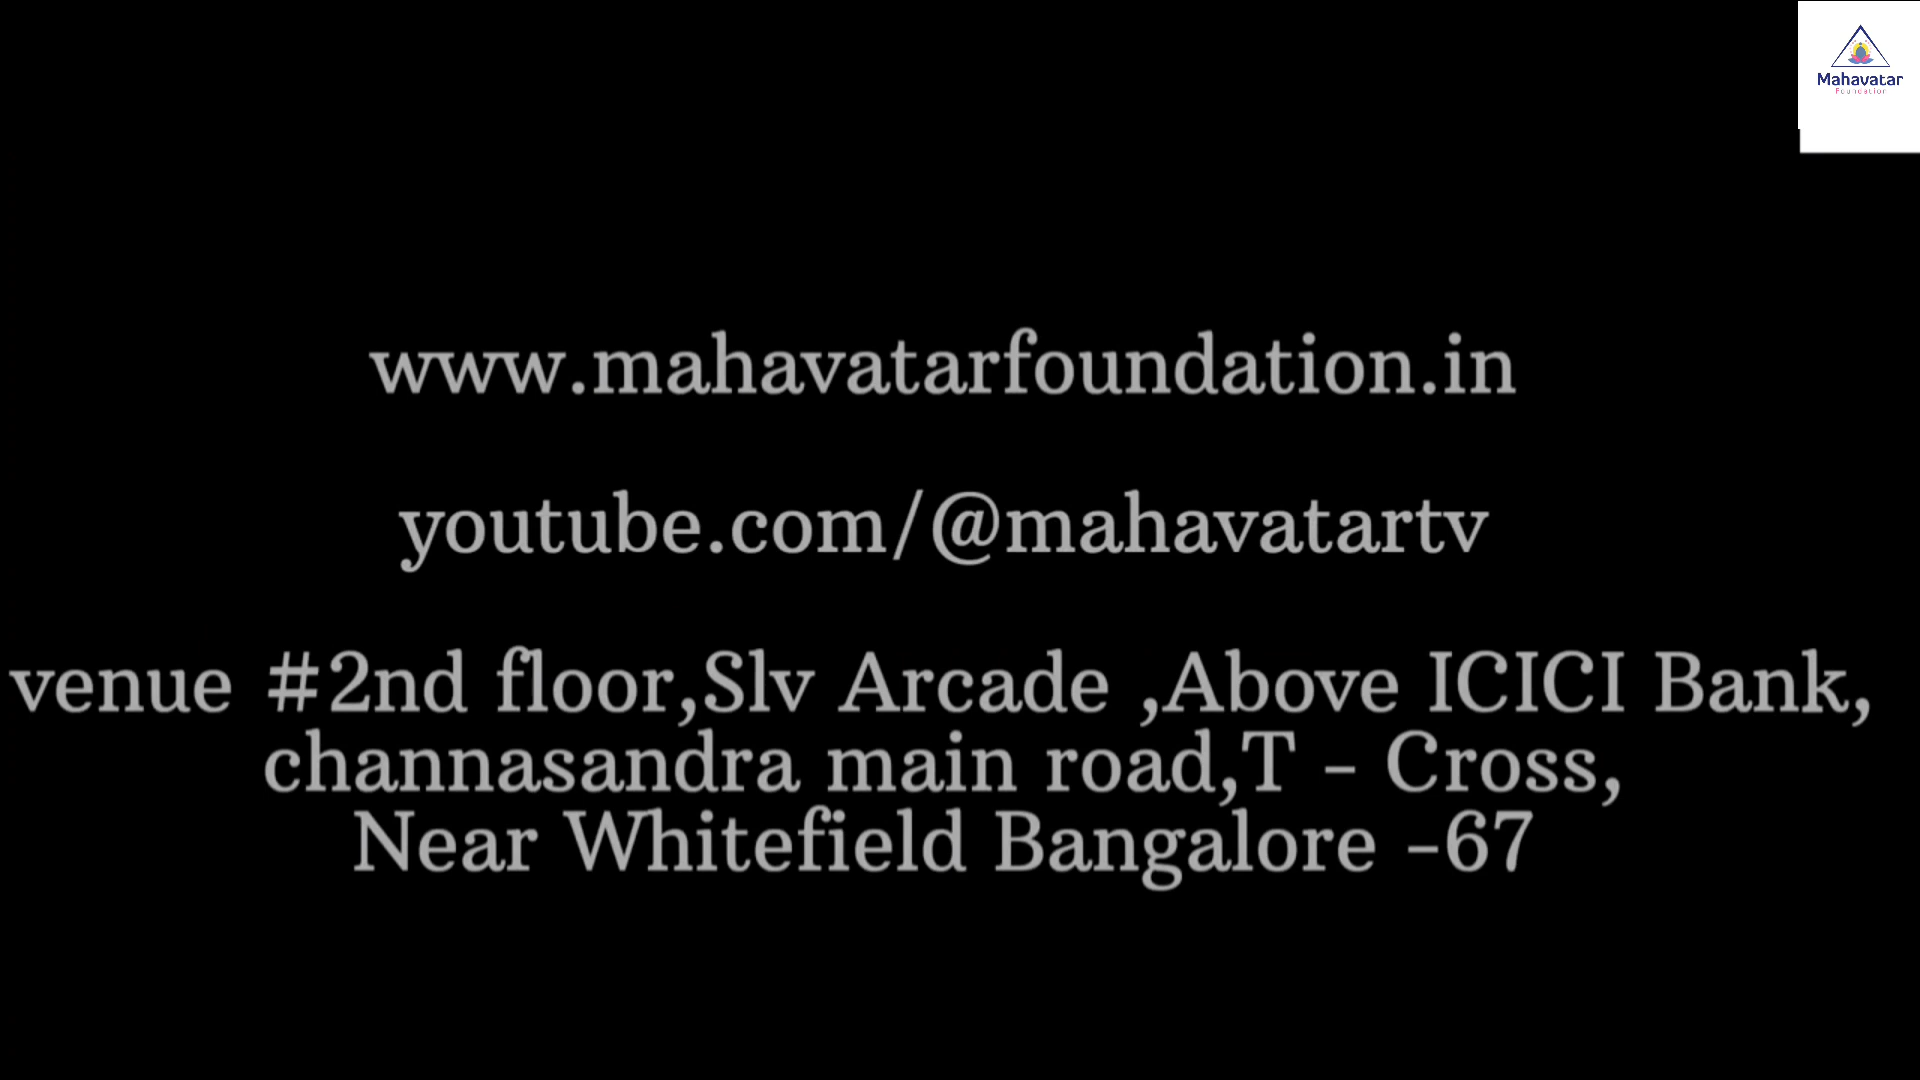 Mahavatar
Foundation
www.mahavatarfoundation.in
youtube.com/@mahavatartv
venue #2nd floor,Slv Arcade ,Above ICICI Bank,
channasandra main road,T - Cross,
Near Whitefield Bangalore -67